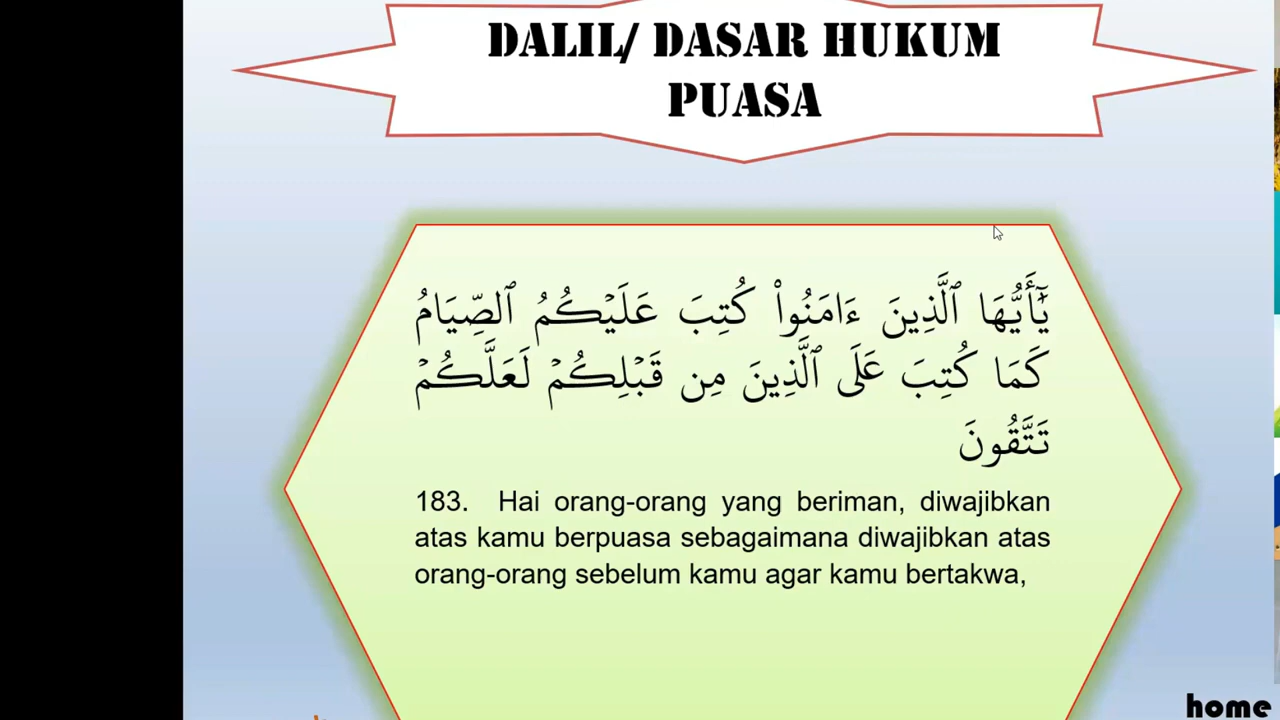 DALIL/ DASAR HUKUM
PUASA
يَٰٓأَيُّهَا ٱلَّذِينَ ءَامَنُواْ كُتِبَ عَلَيۡكُمُ ٱلصِّيَامُ
كَمَا كُتِبَ عَلَى ٱلَّذِينَ مِن قَبۡلِكُمۡ لَعَلَّكُمۡ
تَتَّقُونَ
183. Hai orang-orang yang beriman, diwajibkan
atas kamu berpuasa sebagaimana diwajibkan atas
orang-orang sebelum kamu agar kamu bertakwa,
home